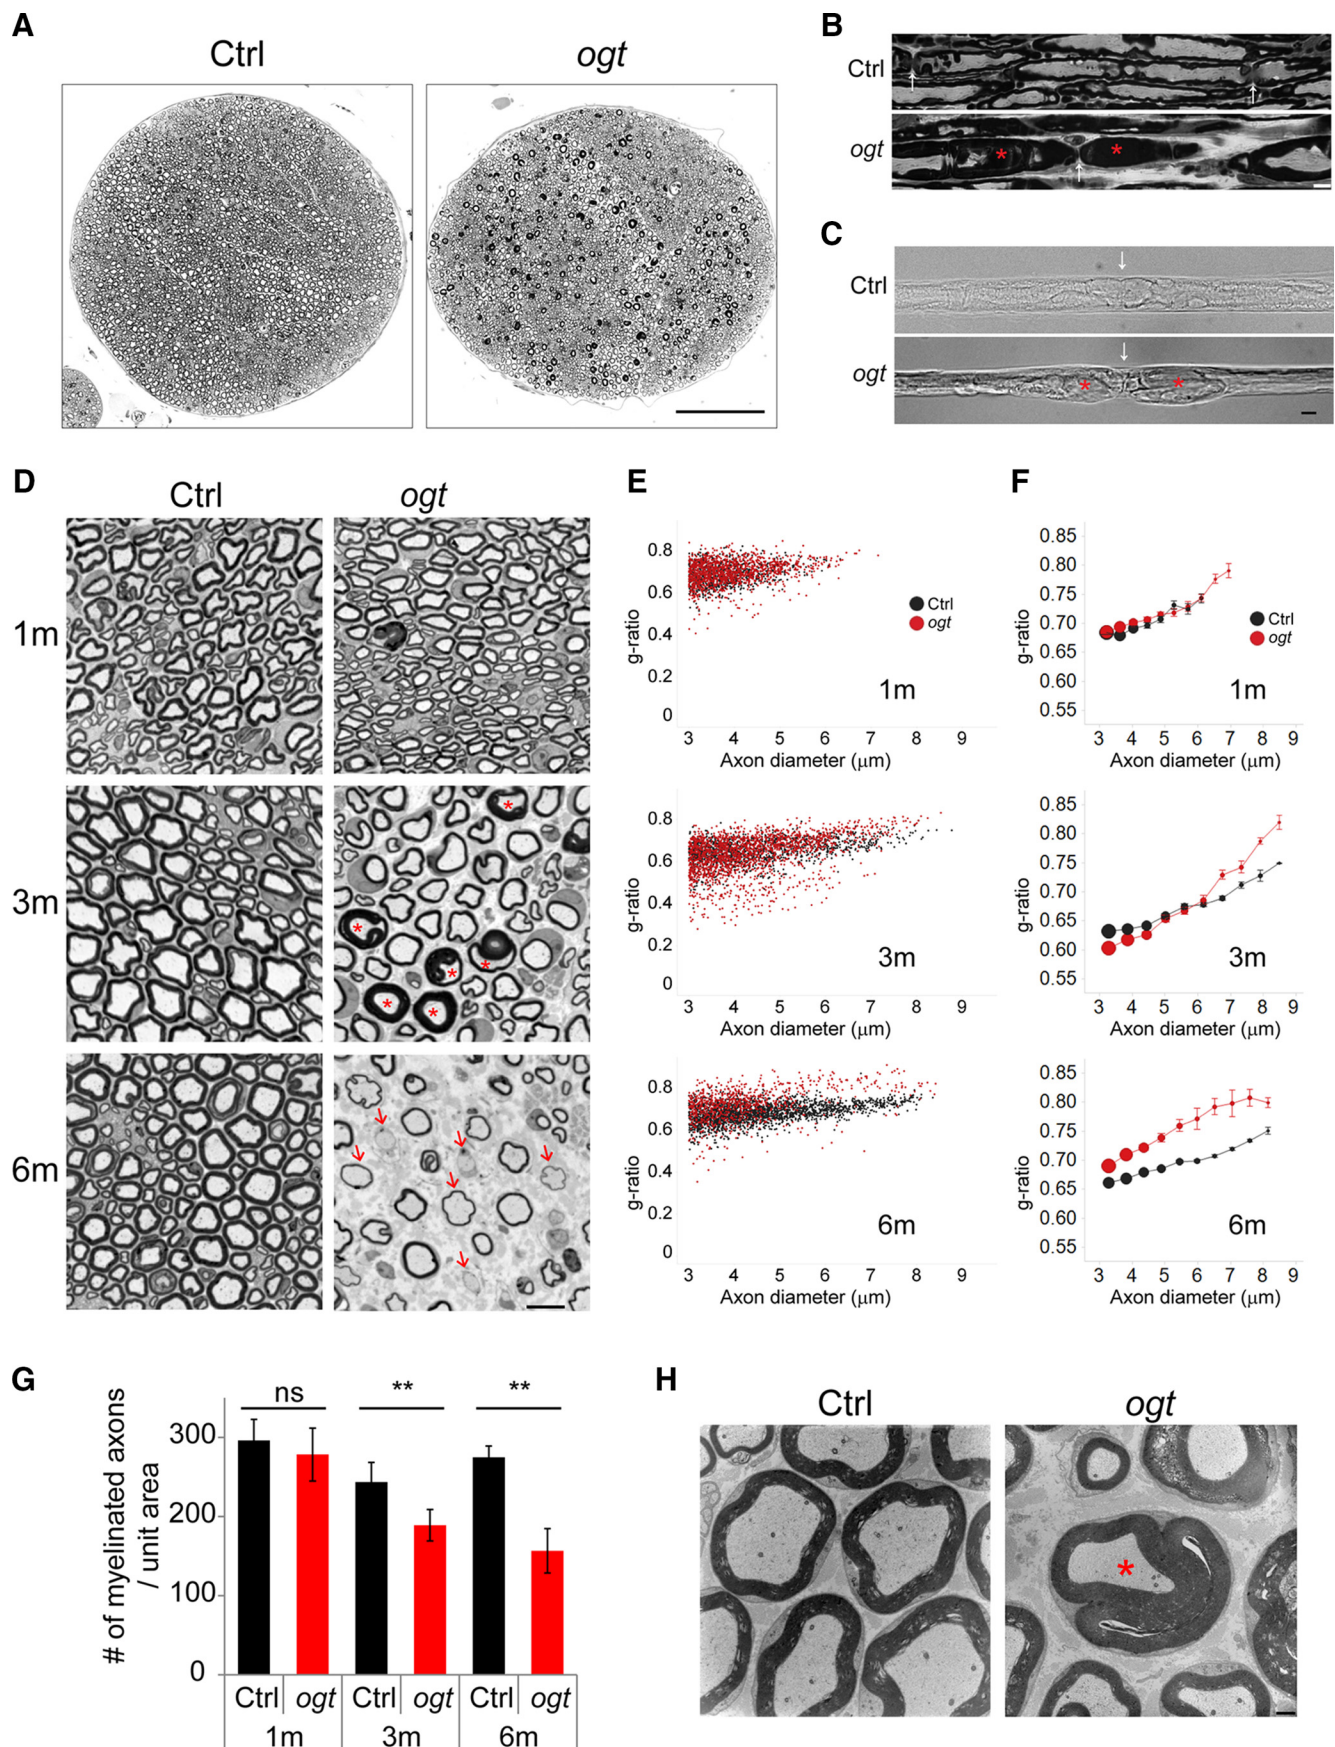 A
Ctrl
ogt
B
Ctrl
ogt
*
*
C
Ctrl
ogt
*
*
D
Ctrl
ogt
1m
3m
*
*
*
*
*
*
6m
E
0.8
0.6
0.4
0.2
0
g-ratio
Ctrl
ogt
1m
3 4 5 6 7 8 9
Axon diameter (μm)
0.8
0.6
0.4
0.2
0
g-ratio
3m
3 4 5 6 7 8 9
Axon diameter (μm)
0.8
0.6
0.4
0.2
0
g-ratio
6m
3 4 5 6 7 8 9
Axon diameter (μm)
F
0.85
0.80
0.75
0.70
0.65
0.60
0.55
g-ratio
Ctrl
ogt
1m
3 4 5 6 7 8 9
Axon diameter (μm)
0.85
0.80
0.75
0.70
0.65
0.60
0.55
g-ratio
3m
3 4 5 6 7 8 9
Axon diameter (μm)
0.85
0.80
0.75
0.70
0.65
0.60
0.55
g-ratio
6m
3 4 5 6 7 8 9
Axon diameter (μm)
G
# of myelinated axons
/ unit area
300
200
100
0
ns
**
**
Ctrl ogt Ctrl ogt Ctrl ogt
1m 3m 6m
H
Ctrl
ogt
*